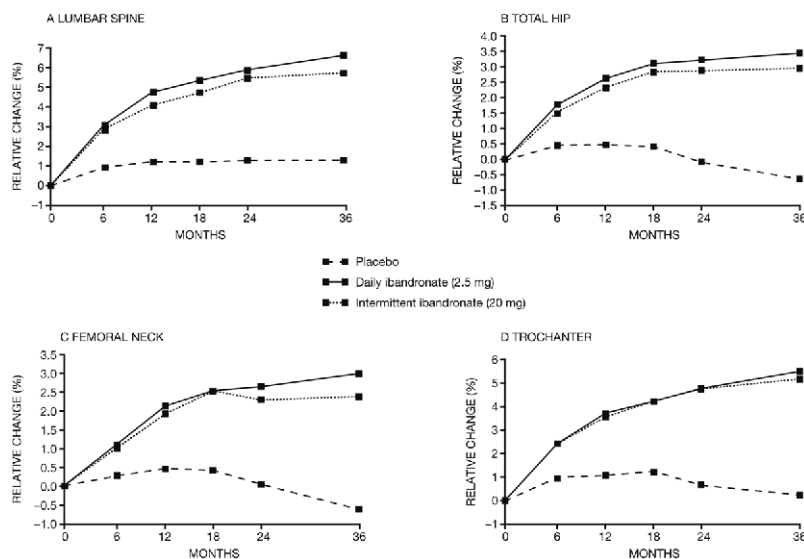 A LUMBAR SPINE
RELATIVE CHANGE (%)
7
6
5
4
3
2
1
0
–1
0 6 12 18 24 36
MONTHS
B TOTAL HIP
RELATIVE CHANGE (%)
4.0
3.5
3.0
2.5
2.0
1.5
1.0
0.5
0.0
–0.5
–1.0
–1.5
0 6 12 18 24 36
MONTHS
Placebo
Daily ibandronate (2.5 mg)
Intermittent ibandronate (20 mg)
C FEMORAL NECK
RELATIVE CHANGE (%)
3.5
3.0
2.5
2.0
1.5
1.0
0.5
0.0
–0.5
–1.0
0 6 12 18 24 36
MONTHS
D TROCHANTER
RELATIVE CHANGE (%)
6
5
4
3
2
1
0
–1
0 6 12 18 24 36
MONTHS